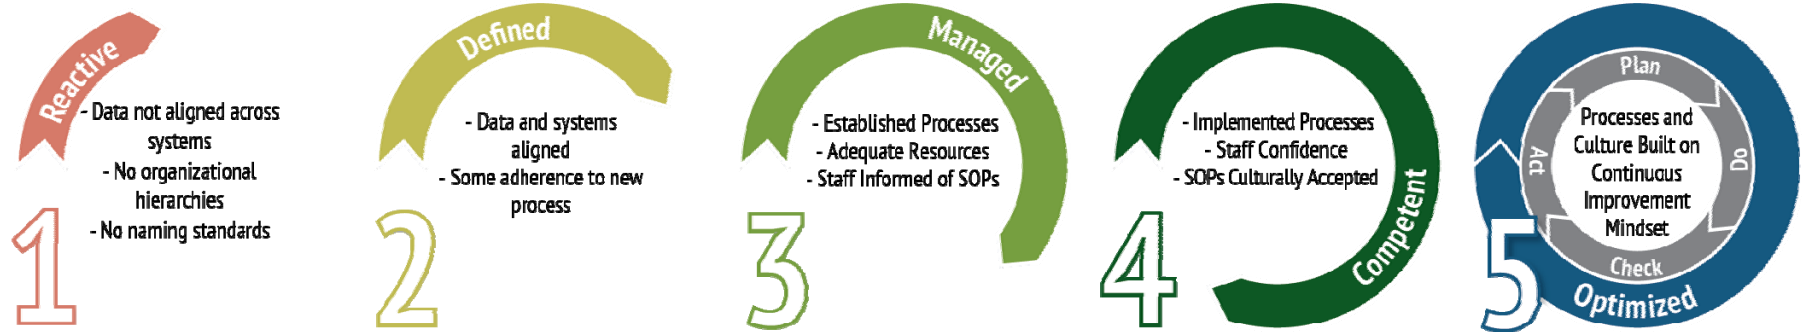 Reactive
- Data not aligned across
systems
- No organizational
hierarchies
- No naming standards
1
Defined
- Data and systems
aligned
- Some adherence to new
process
2
Managed
- Established Processes
- Adequate Resources
- Staff Informed of SOPs
3
- Implemented Processes
- Staff Confidence
- SOPs Culturally Accepted
Competent
4
Plan
Do
Check
Act
Processes and
Culture Built on
Continuous
Improvement
Mindset
5
Optimized